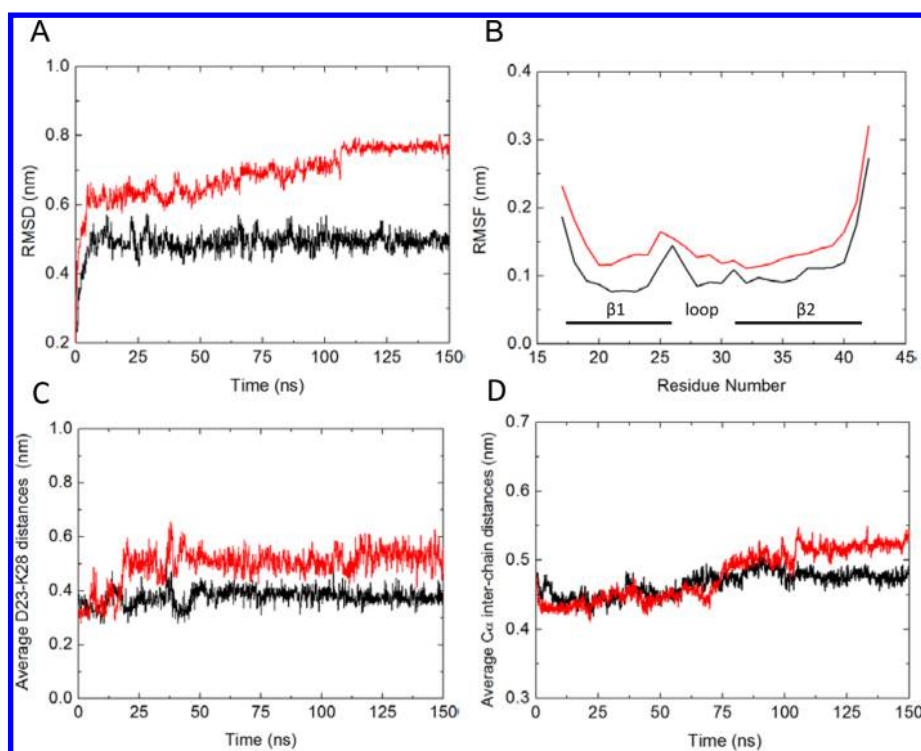 A
1.0
0.8
0.6
0.4
0.2
RMSD (nm)
0 25 50 75 100 125 150
Time (ns)
B
0.4
0.3
0.2
0.1
0.0
RMSF (nm)
β1 loop β2
15 20 25 30 35 40 45
Residue Number
C
1.0
0.8
0.6
0.4
0.2
0.0
Average D23-K28 distances (nm)
0 25 50 75 100 125 150
Time (ns)
D
0.7
0.6
0.5
0.4
0.3
Average Cα inter-chain distances (nm)
0 25 50 75 100 125 150
Time (ns)